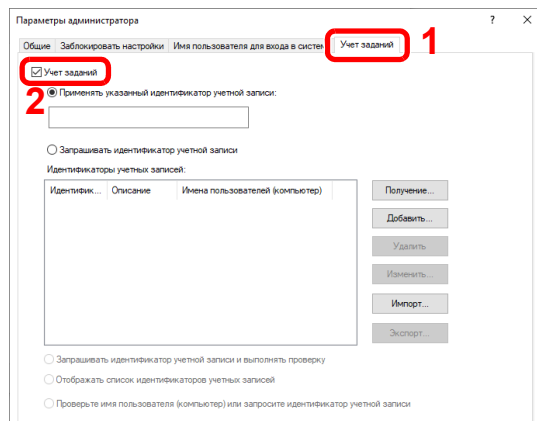 Параметры администратора ? ×
Общие Заблокировать настройки Имя пользователя для входа в систем Учет заданий 1
Учет заданий
2 Применять указанный идентификатор учетной записи:
Запрашивать идентификатор учетной записи
Идентификаторы учетных записей:
Идентифик... Описание Имена пользователей (компьютер) Получение...
Добавить...
Удалить
Изменить...
Импорт...
Экспорт...
Запрашивать идентификатор учетной записи и выполнять проверку
Отображать список идентификаторов учетных записей
Проверьте имя пользователя (компьютер) или запросите идентификатор учетной записи